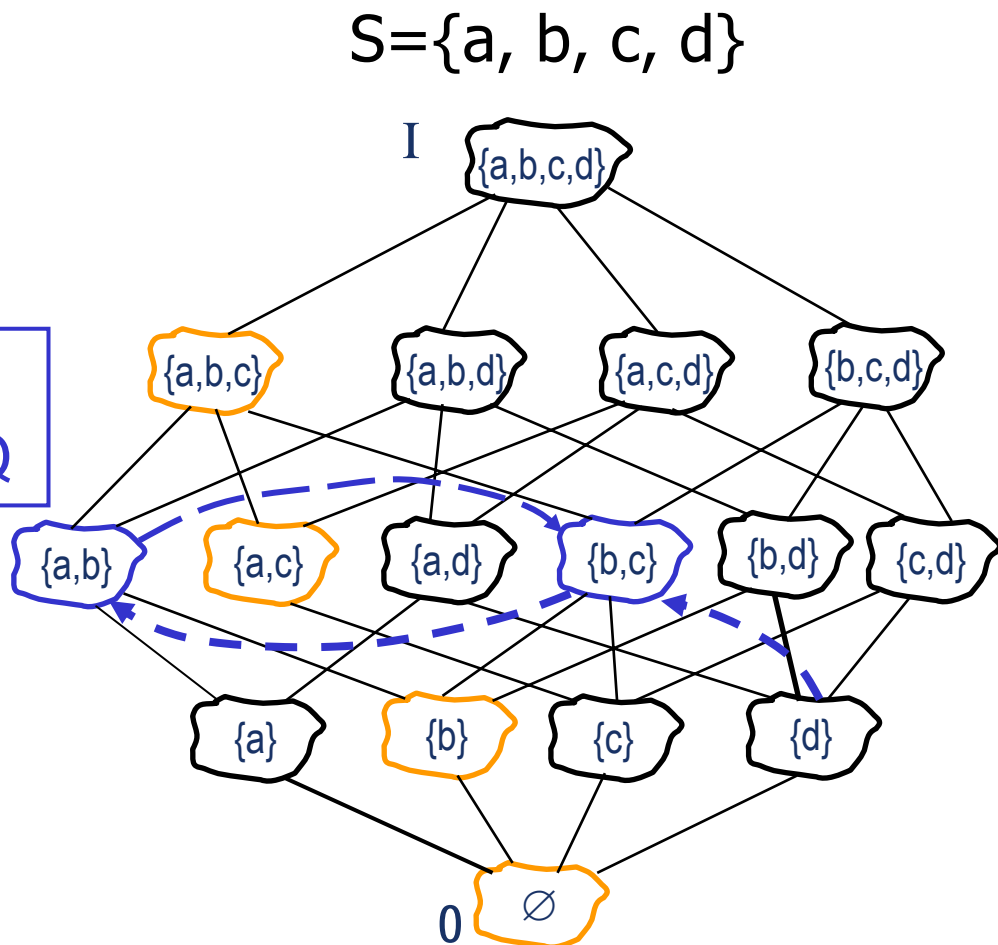 S={a, b, c, d}
I
{a,b,c,d}
{a,b,c} {a,b,d} {a,c,d} {b,c,d}
Q
{a,b} {a,c} {a,d} {b,c} {b,d} {c,d}
{a} {b} {c} {d}
0 ∅